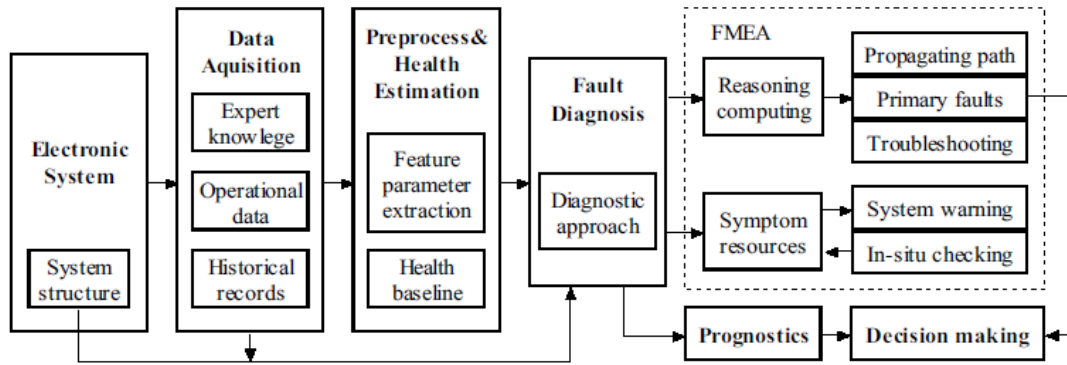 Electronic
System
System
structure
Data
Aquisition
Expert
knowlege
Operational
data
Historical
records
Preprocess&
Health
Estimation
Feature
parameter
extraction
Health
baseline
Fault
Diagnosis
Diagnostic
approach
FMEA
Reasoning
computing
Propagating path
Primary faults
Troubleshooting
Symptom
resources
System warning
In-situ checking
Prognostics
Decision making